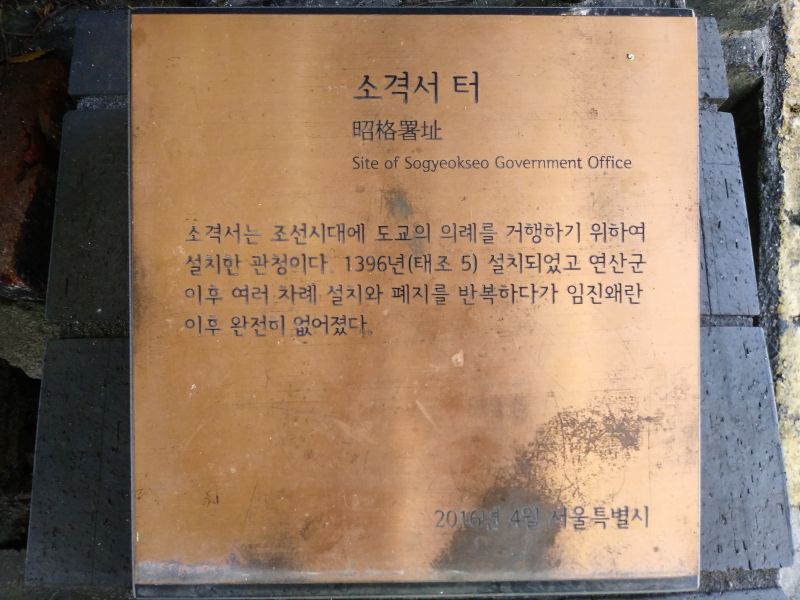 소격서 터
昭格署址
Site of Sogyeokseo Government Office
소격서는 조선시대에 도교의 의례를 거행하기 위하여
설치한 관청이다. 1396년(태조 5) 설치되었고 연산군
이후 여러 차례 설치와 폐지를 반복하다가 임진왜란
이후 완전히 없어졌다.
2016년 4월 서울특별시